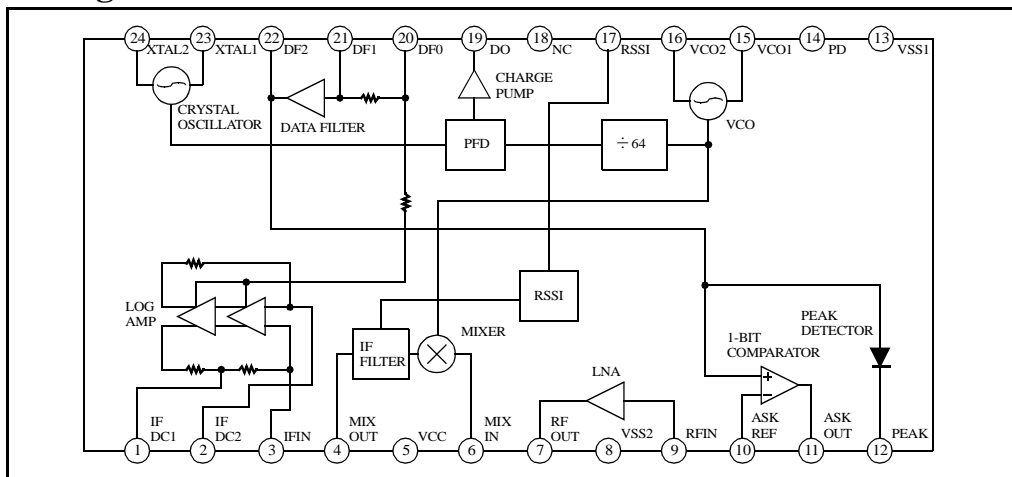 24 23 22 21 20 19 18 17 16 15 14 13
XTAL2 XTAL1 DF2 DF1 DF0 DO NC RSSI VCO2 VCO1 PD VSS1
CHARGE
PUMP
CRYSTAL
OSCILLATOR
DATA FILTER
VCO
PFD
÷ 64
RSSI
LOG
AMP
IF
FILTER
MIXER
LNA
1-BIT
COMPARATOR
PEAK
DETECTOR
+
−
IF
DC1
IF
DC2
IFIN
MIX
OUT
VCC
MIX
IN
RF
OUT
VSS2
RFIN
ASK
REF
ASK
OUT
PEAK
1 2 3 4 5 6 7 8 9 10 11 12